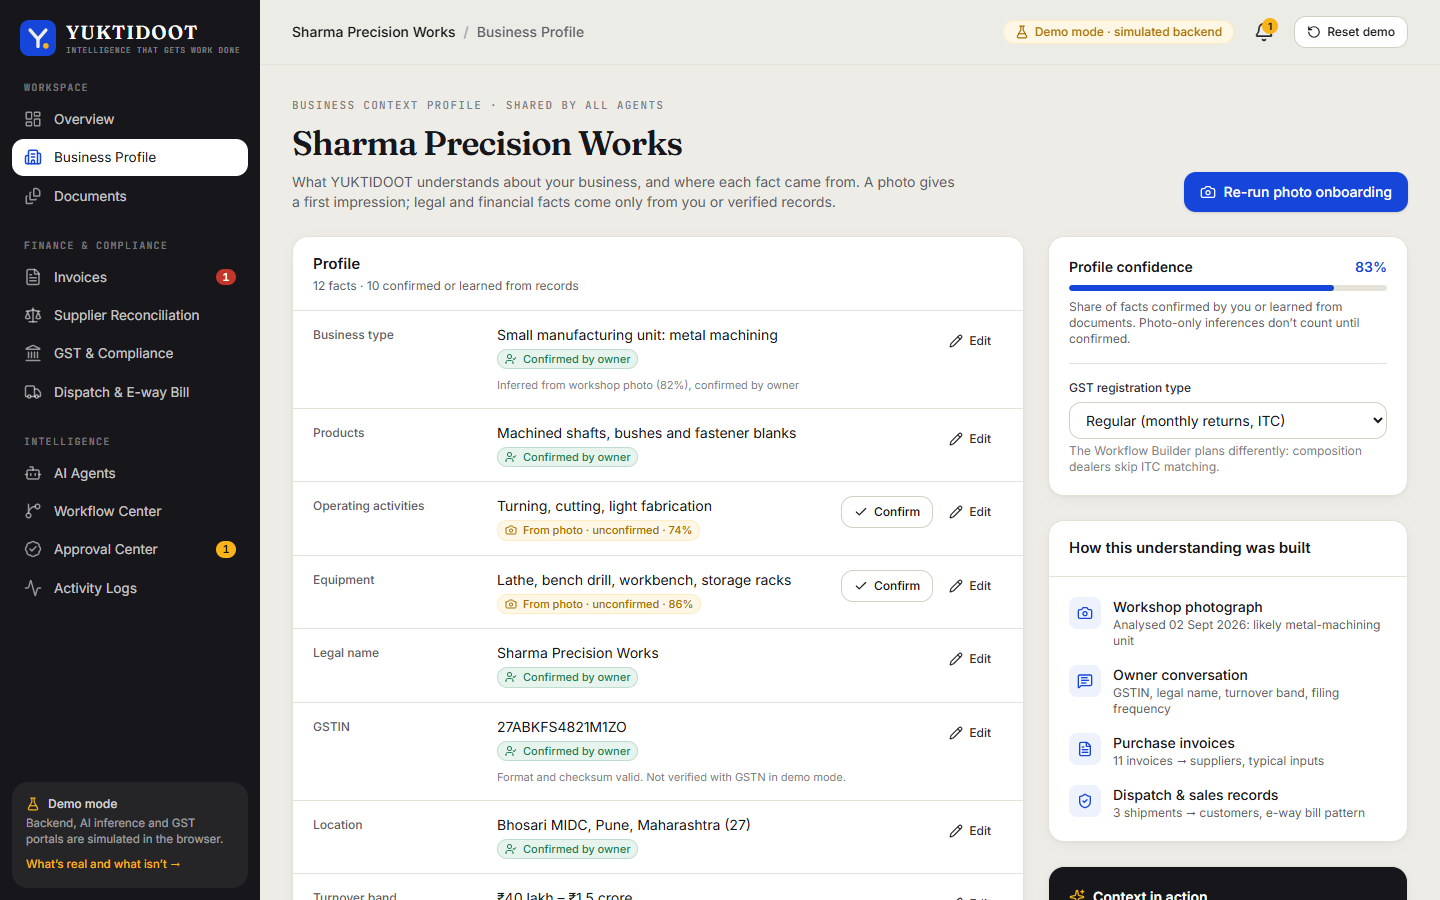 YUKTIDOOT
INTELLIGENCE THAT GETS WORK DONE
WORKSPACE
Overview
Business Profile
Documents
FINANCE & COMPLIANCE
Invoices 1
Supplier Reconciliation
GST & Compliance
Dispatch & E-way Bill
INTELLIGENCE
AI Agents
Workflow Center
Approval Center 1
Activity Logs
Demo mode
Backend, AI inference and GST
portals are simulated in the browser.
What's real and what isn't →
Sharma Precision Works / Business Profile
Demo mode · simulated backend
1
Reset demo
BUSINESS CONTEXT PROFILE · SHARED BY ALL AGENTS
Sharma Precision Works
What YUKTIDOOT understands about your business, and where each fact came from. A photo gives
a first impression; legal and financial facts come only from you or verified records.
Re-run photo onboarding
Profile
12 facts · 10 confirmed or learned from records
Business type
Small manufacturing unit: metal machining
Confirmed by owner
Inferred from workshop photo (82%), confirmed by owner
Edit
Products
Machined shafts, bushes and fastener blanks
Confirmed by owner
Edit
Operating activities
Turning, cutting, light fabrication
From photo · unconfirmed · 74%
Confirm
Edit
Equipment
Lathe, bench drill, workbench, storage racks
From photo · unconfirmed · 86%
Confirm
Edit
Legal name
Sharma Precision Works
Confirmed by owner
Edit
GSTIN
27ABKFS4821M1ZO
Confirmed by owner
Format and checksum valid. Not verified with GSTN in demo mode.
Edit
Location
Bhosari MIDC, Pune, Maharashtra (27)
Confirmed by owner
Edit
Turnover band
₹40 lakh – ₹1.5 crore
Edit
Profile confidence 83%
Share of facts confirmed by you or learned from
documents. Photo-only inferences don't count until
confirmed.
GST registration type
Regular (monthly returns, ITC)
The Workflow Builder plans differently: composition
dealers skip ITC matching.
How this understanding was built
Workshop photograph
Analysed 02 Sept 2026: likely metal-machining
unit
Owner conversation
GSTIN, legal name, turnover band, filing
frequency
Purchase invoices
11 invoices → suppliers, typical inputs
Dispatch & sales records
3 shipments → customers, e-way bill pattern
Context in action